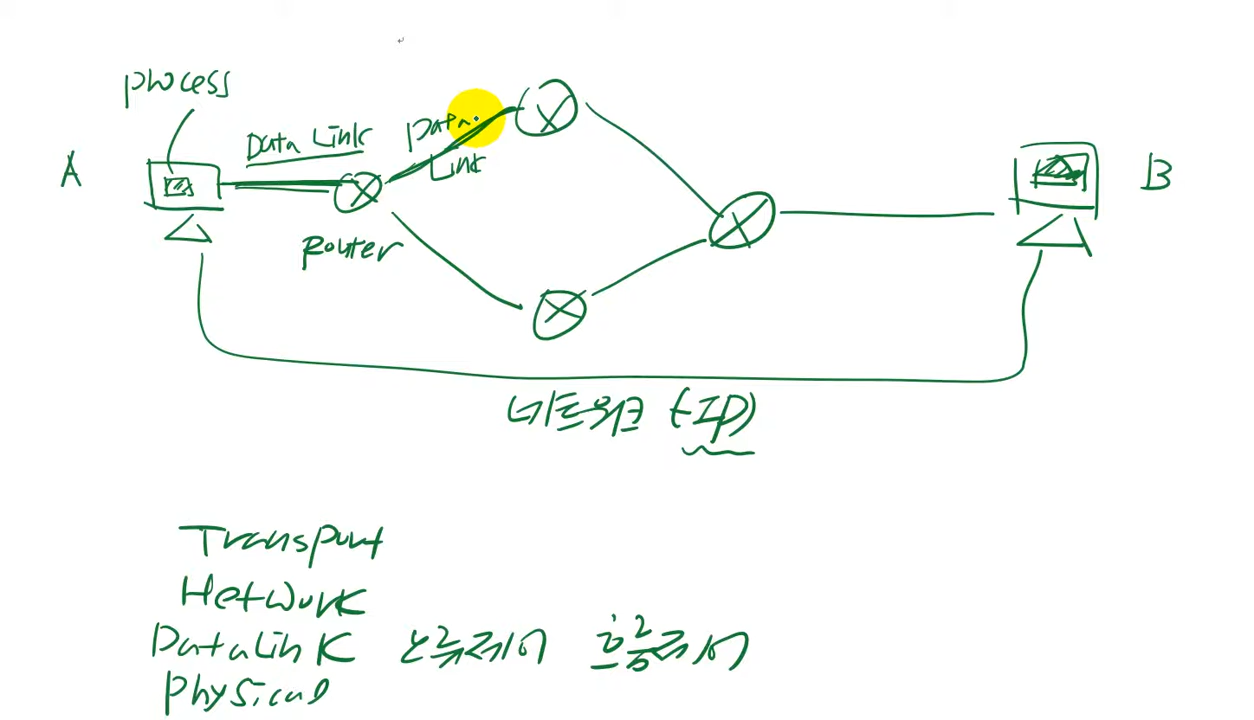 process
A
Data Link
Data
Link
B
Router
네트워크 (IP)
Transport
Network
DataLink 오류제어 흐름제어
physical